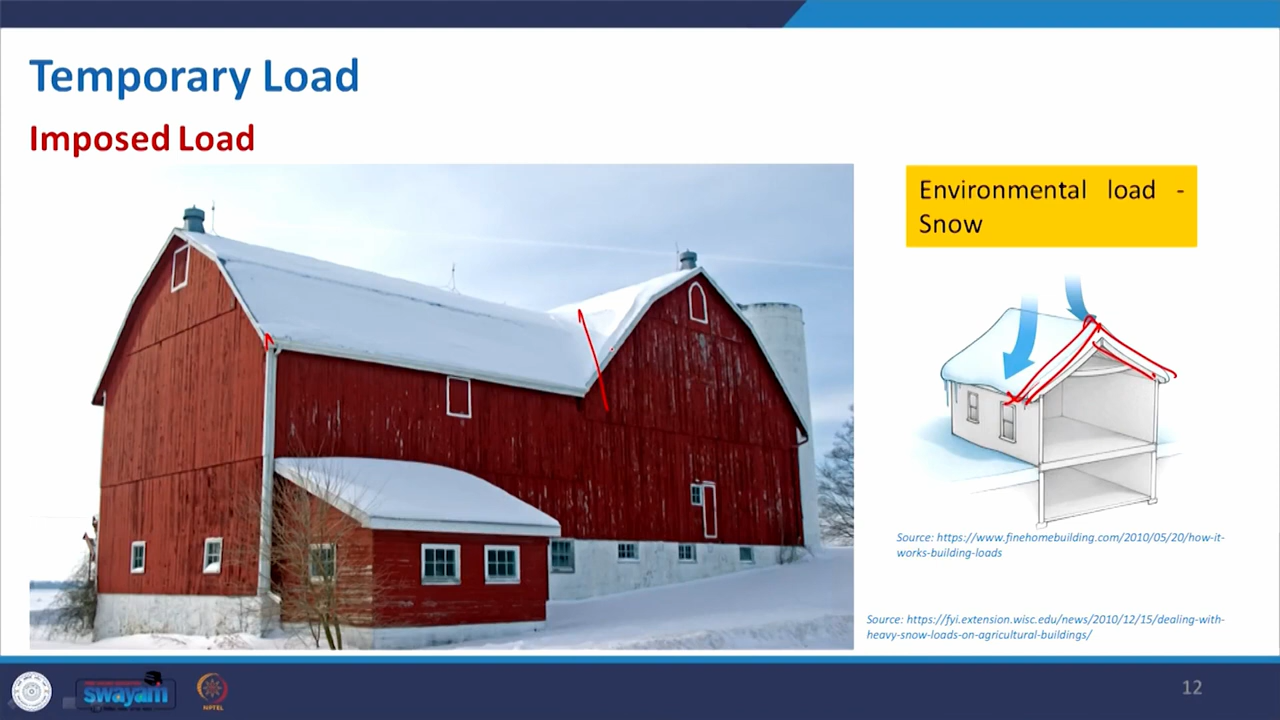 Temporary Load
Imposed Load
Environmental load -
Snow
Source: https://www.finehomebuilding.com/2010/05/20/how-it-
works-building-loads
Source: https://fyi.extension.wisc.edu/news/2010/12/15/dealing-with-
heavy-snow-loads-on-agricultural-buildings/
swayam
NPTEL
12